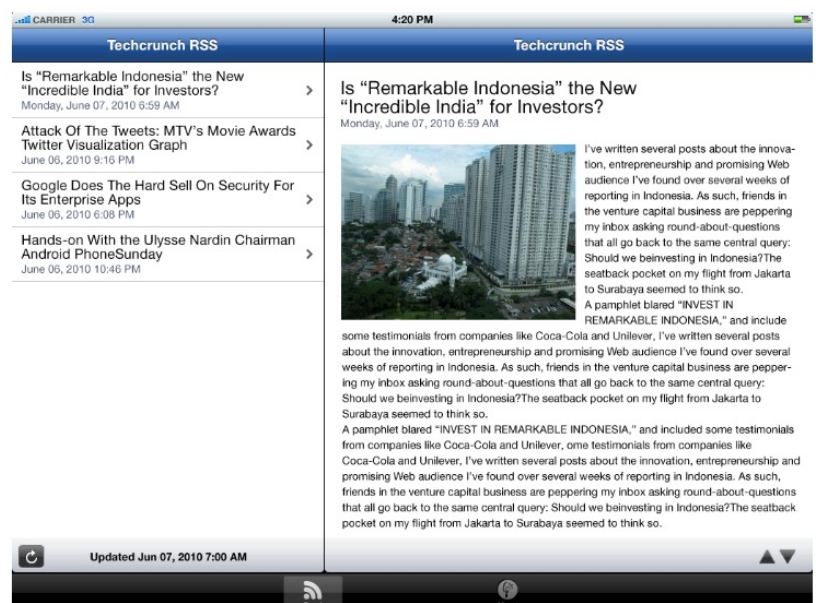 CARRIER 3G
4:20 PM
Techcrunch RSS
Is “Remarkable Indonesia” the New
“Incredible India” for Investors?
Monday, June 07, 2010 6:59 AM
Attack Of The Tweets: MTV's Movie Awards
Twitter Visualization Graph
June 06, 2010 9:16 PM
Google Does The Hard Sell On Security For
Its Enterprise Apps
June 06, 2010 6:08 PM
Hands-on With the Ulysse Nardin Chairman
Android PhoneSunday
June 06, 2010 10:46 PM
Updated Jun 07, 2010 7:00 AM
Techcrunch RSS
Is “Remarkable Indonesia” the New
“Incredible India” for Investors?
Monday, June 07, 2010 6:59 AM
I've written several posts about the innova-
tion, entrepreneurship and promising Web
audience I've found over several weeks of
reporting in Indonesia. As such, friends in
the venture capital business are peppering
my inbox asking round-about-questions
that all go back to the same central query:
Should we beinvesting in Indonesia?The
seatback pocket on my flight from Jakarta
to Surabaya seemed to think so.
A pamphlet blared “INVEST IN
REMARKABLE INDONESIA,” and include
some testimonials from companies like Coca-Cola and Unilever, I've written several posts
about the innovation, entrepreneurship and promising Web audience I've found over several
weeks of reporting in Indonesia. As such, friends in the venture capital business are pepper-
ing my inbox asking round-about-questions that all go back to the same central query:
Should we beinvesting in Indonesia?The seatback pocket on my flight from Jakarta to
Surabaya seemed to think so.
A pamphlet blared “INVEST IN REMARKABLE INDONESIA,” and included some testimonials
from companies like Coca-Cola and Unilever, ome testimonials from companies like
Coca-Cola and Unilever, I've written several posts about the innovation, entrepreneurship and
promising Web audience I've found over several weeks of reporting in Indonesia. As such,
friends in the venture capital business are peppering my inbox asking round-about-questions
that all go back to the same central query: Should we beinvesting in Indonesia?The seatback
pocket on my flight from Jakarta to Surabaya seemed to think so.